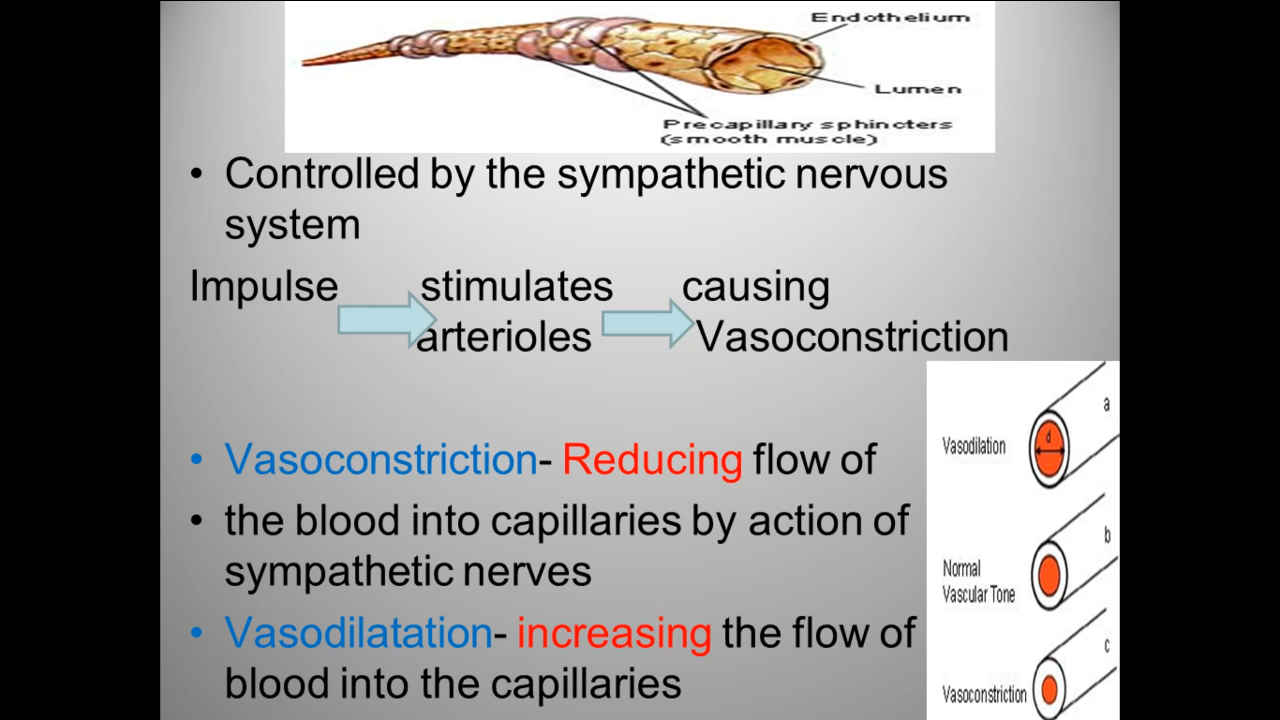 Endothelium
Lumen
Precapillary sphincters
(smooth muscle)
• Controlled by the sympathetic nervous
system
Impulse stimulates causing
arterioles Vasoconstriction
• Vasoconstriction- Reducing flow of
• the blood into capillaries by action of
sympathetic nerves
• Vasodilatation- increasing the flow of
blood into the capillaries
a
Vasodilation
d
b
Normal
Vascular Tone
c
Vasoconstriction